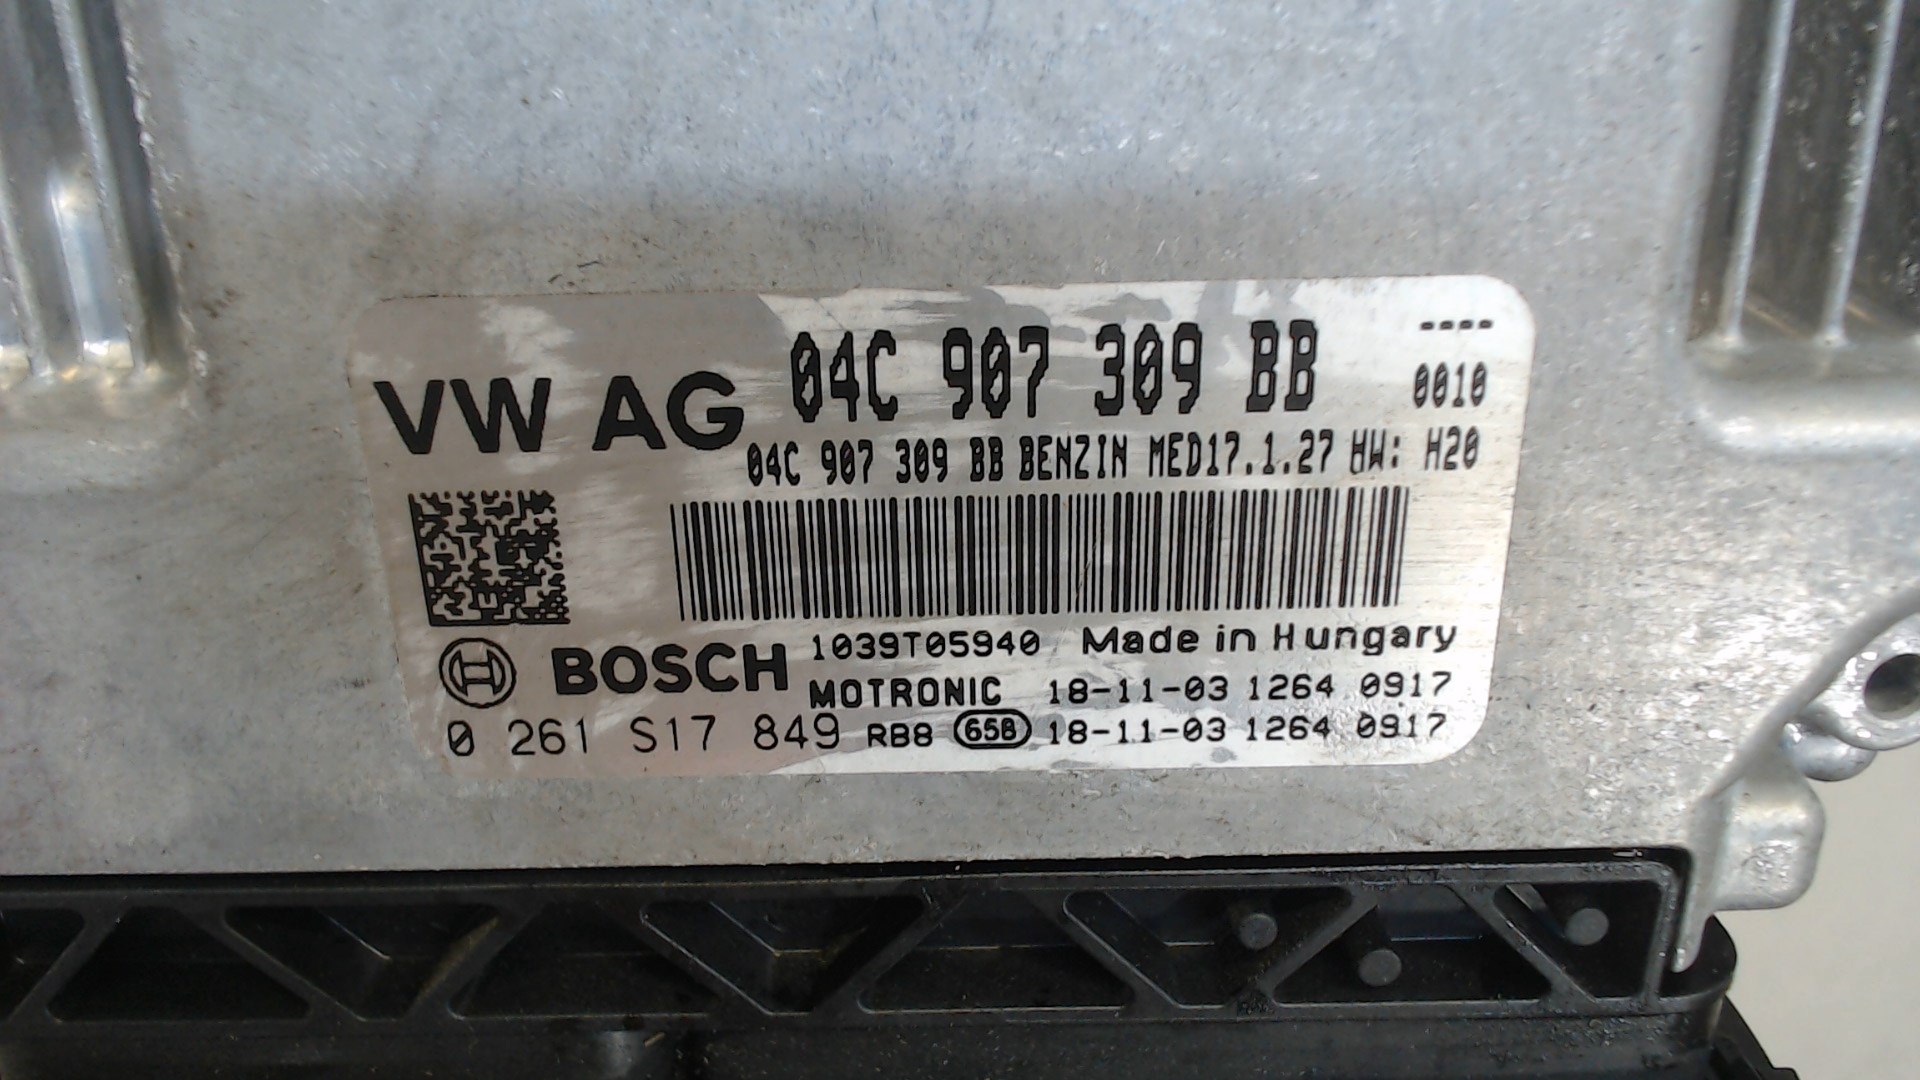 VW AG 04C 907 309 BB ----
0010
04C 907 309 BB BENZIN MED17.1.27 HW: H20
BOSCH 1039T05940 Made in Hungary
MOTRONIC 18-11-03 1264 0917
0 261 S17 849 RB8 65B 18-11-03 1264 0917